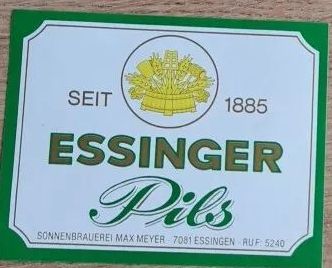 SEIT 1885
ESSINGER
Pils
SONNENBRAUEREI MAX MEYER · 7081 ESSINGEN · RUF: 5240